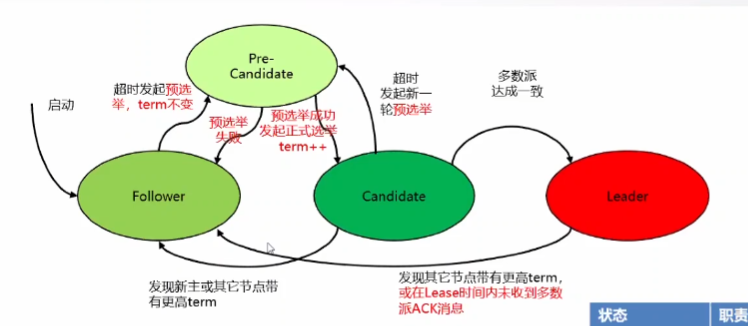 Pre-
Candidate
超时发起预选
举，term不变
启动
预选举
失败
预选举成功
发起正式选举
term++
超时
发起新一
轮预选举
多数派
达成一致
Follower
Candidate
Leader
发现新主或其它节点带
有更高term
发现其它节点带有更高term，
或在Lease时间内未收到多数
派ACK消息
状态
职责